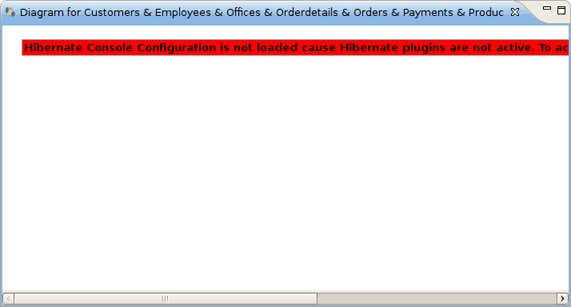 Diagram for Customers & Employees & Offices & Orderdetails & Orders & Payments & Produc
Hibernate Console Configuration is not loaded cause Hibernate plugins are not active. To ac